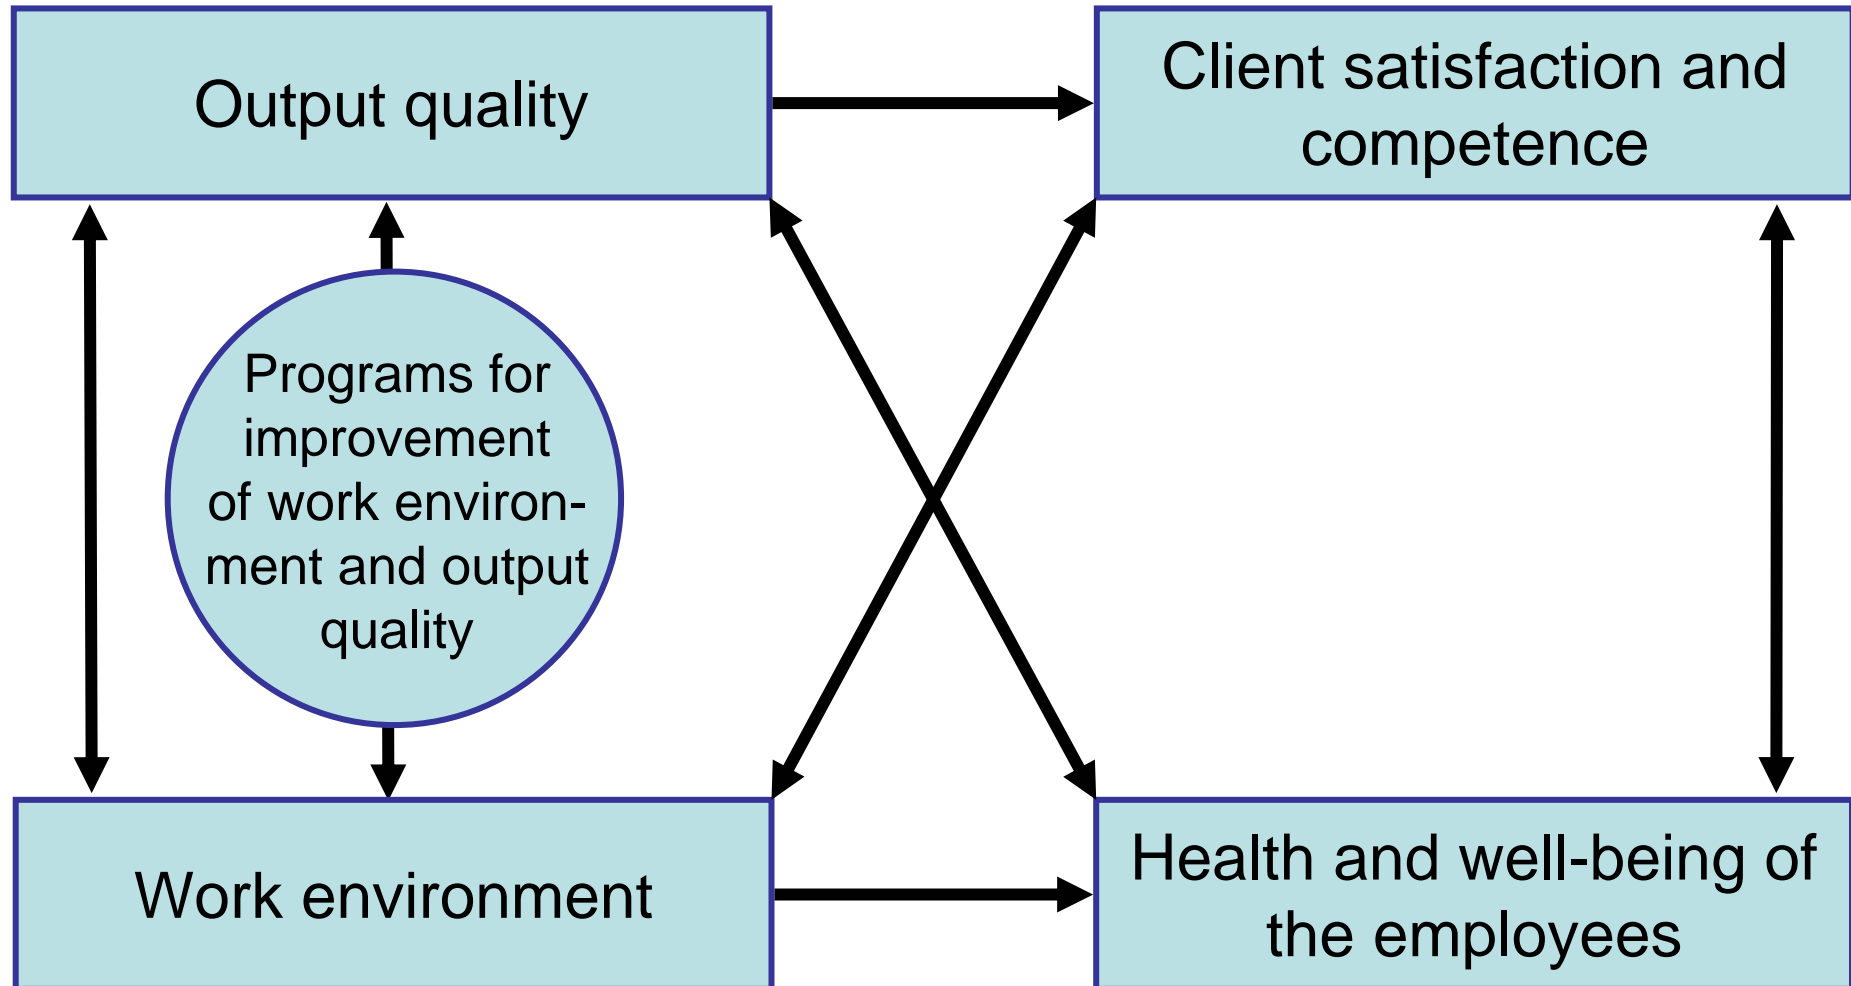 Output quality
Client satisfaction and
competence
Programs for
improvement
of work environ-
ment and output
quality
Work environment
Health and well-being of
the employees